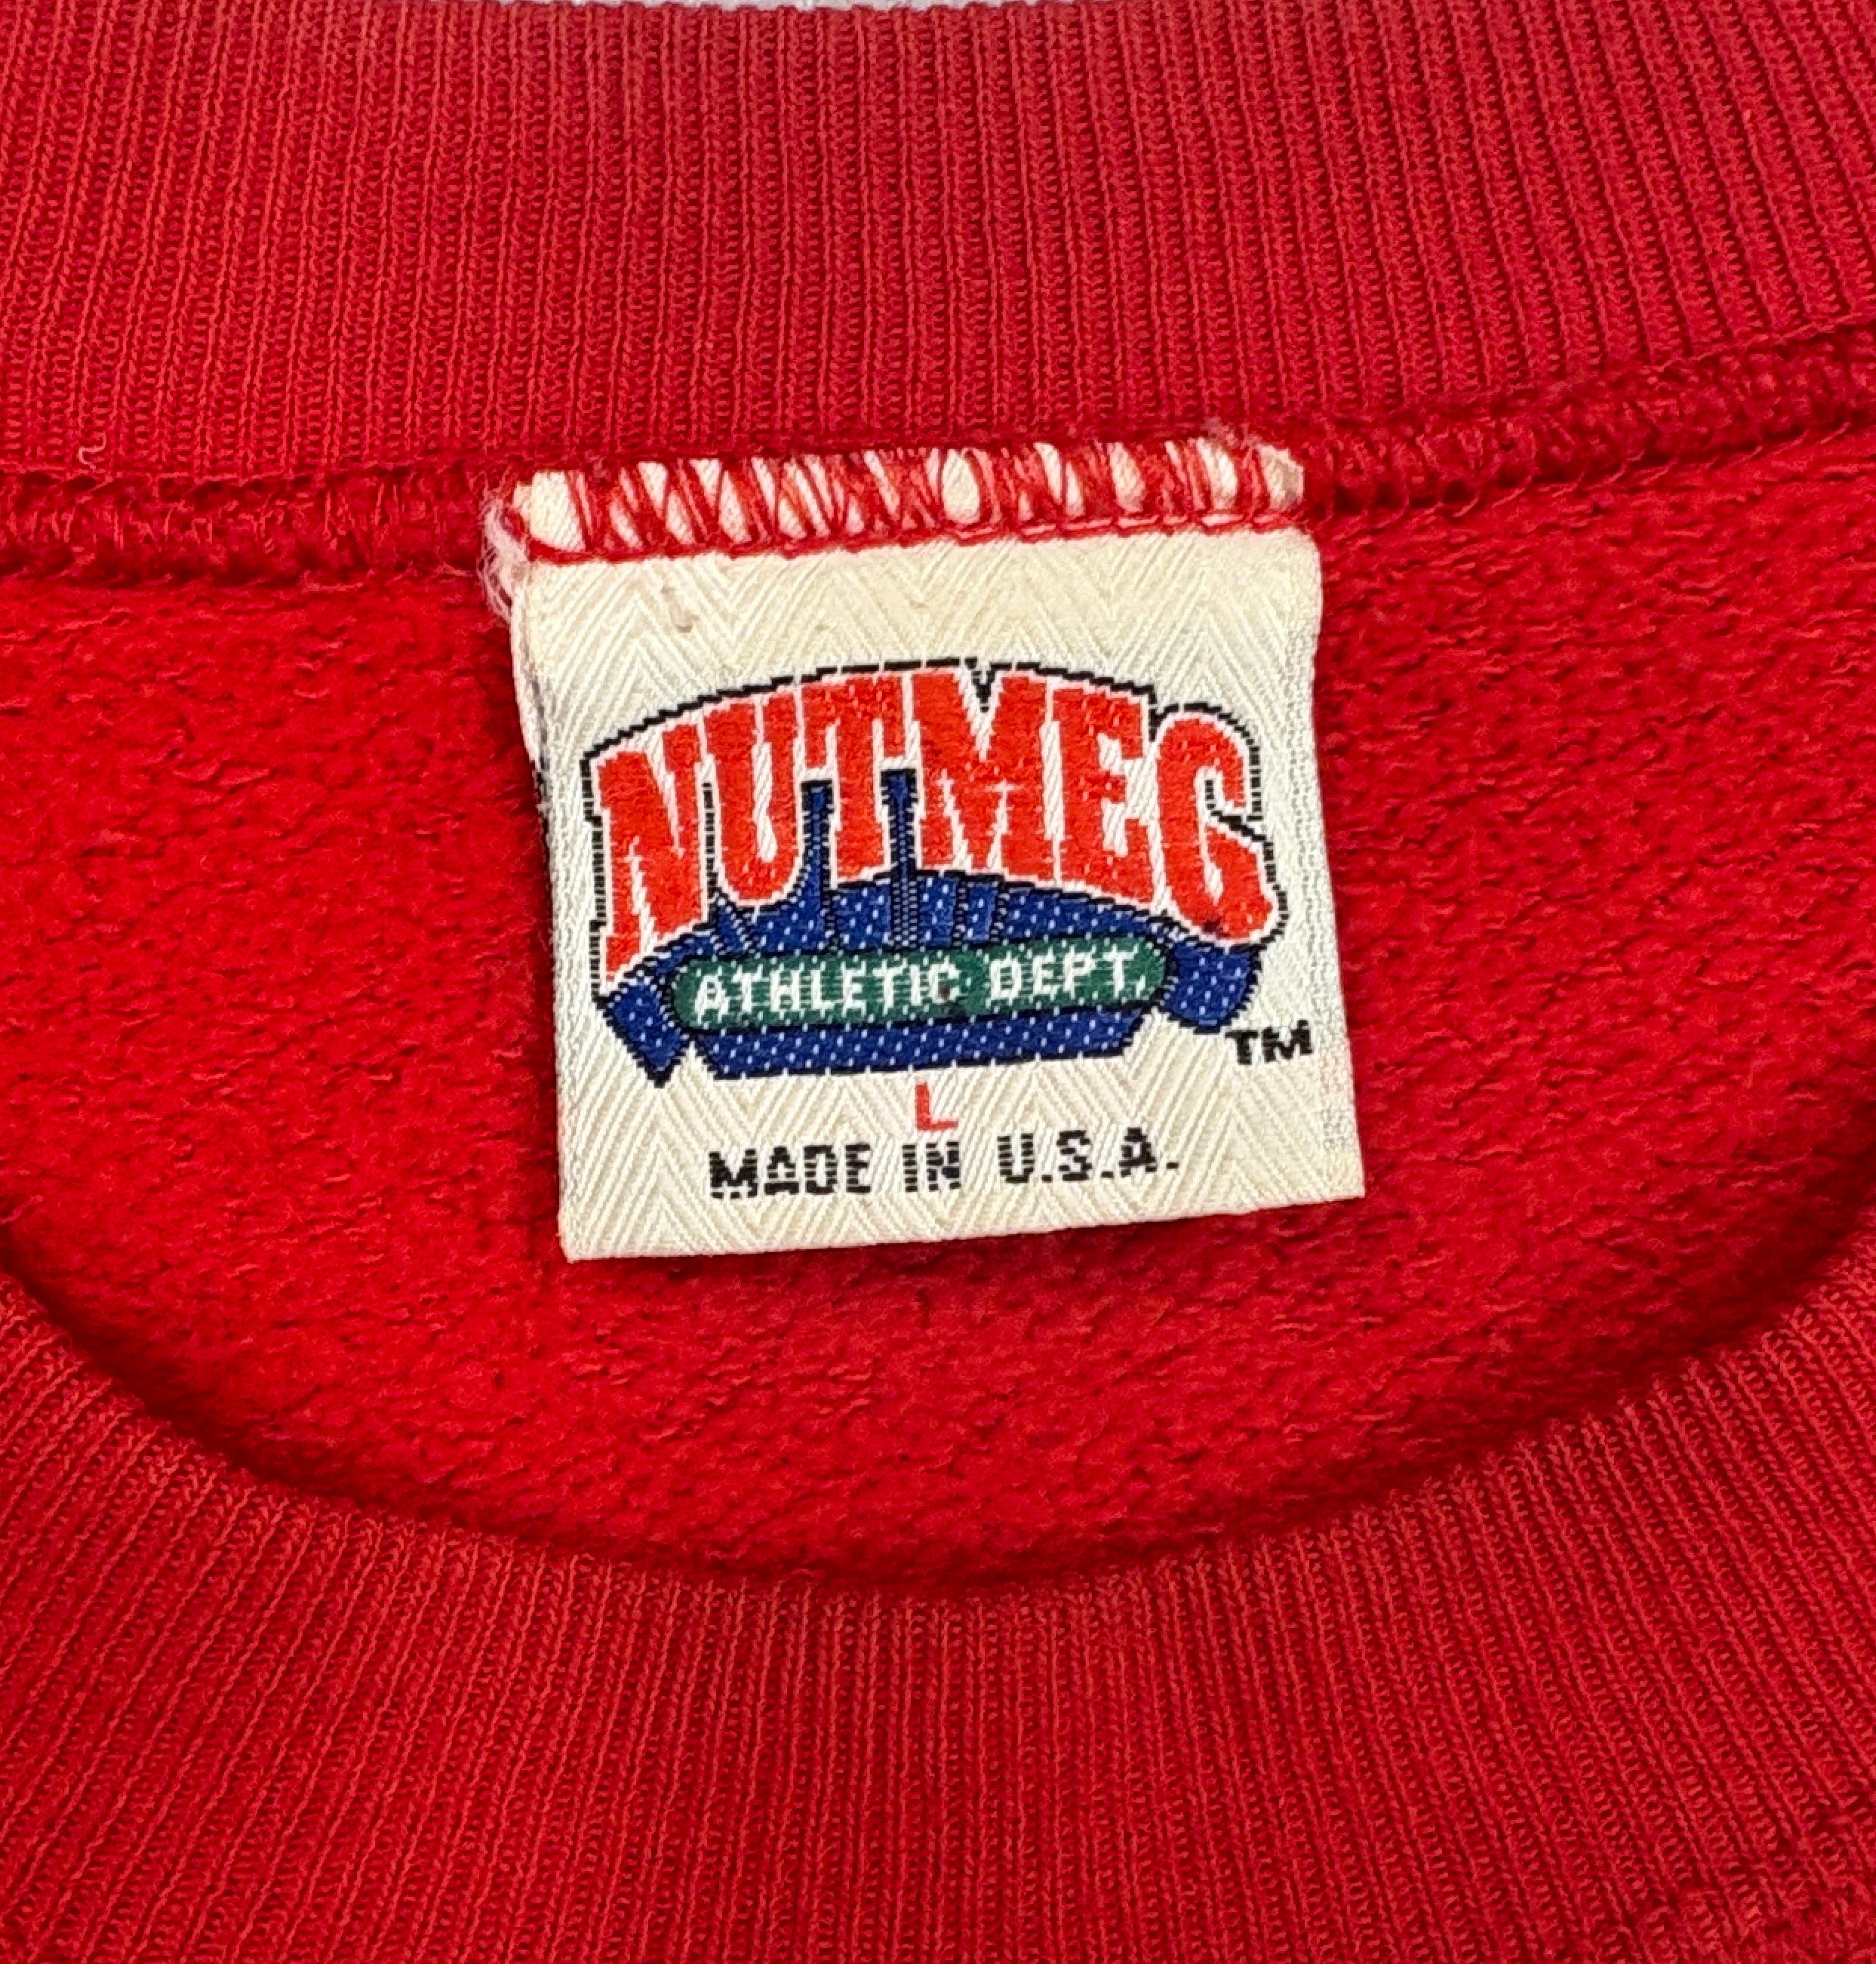 NUTMEG
ATHLETIC DEPT.
TM
L
MADE IN U.S.A.